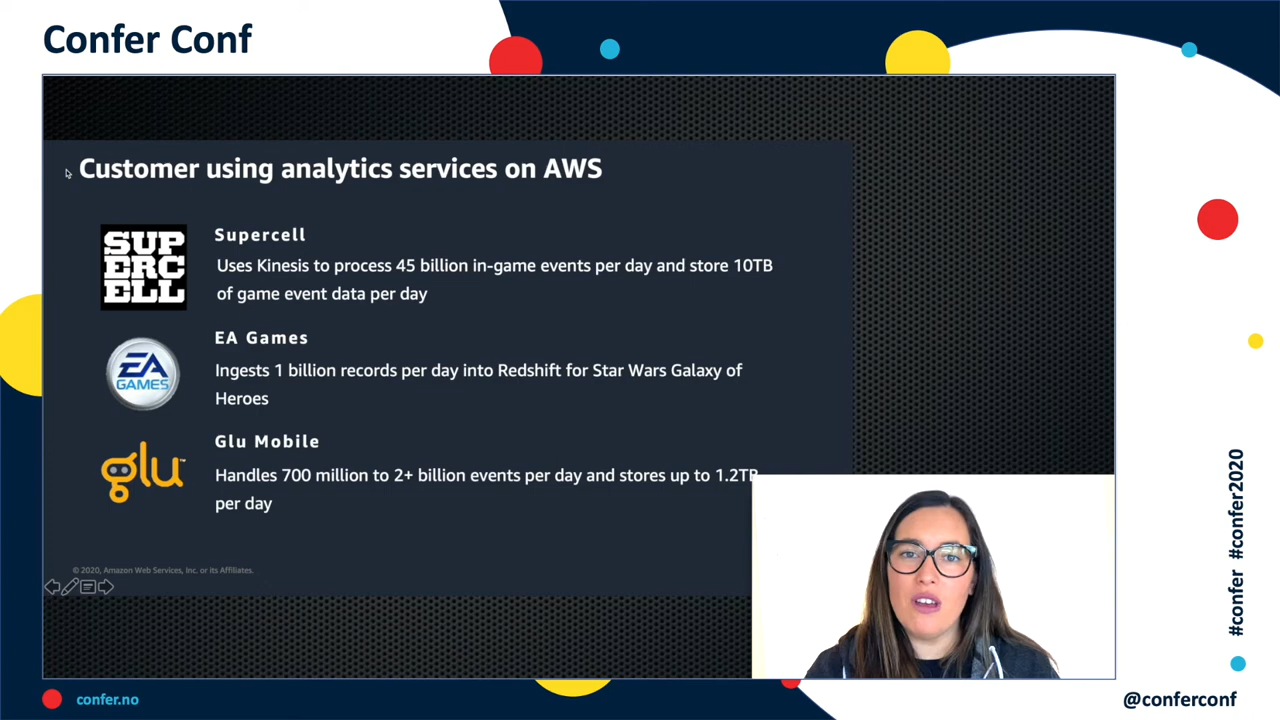 Confer Conf
Customer using analytics services on AWS
SUP
ERC
ELL
Supercell
Uses Kinesis to process 45 billion in-game events per day and store 10TB
of game event data per day
EA
GAMES
EA Games
Ingests 1 billion records per day into Redshift for Star Wars Galaxy of
Heroes
glu™
Glu Mobile
Handles 700 million to 2+ billion events per day and stores up to 1.2TB
per day
© 2020, Amazon Web Services, Inc. or its Affiliates.
#confer #confer2020
confer.no
@conferconf